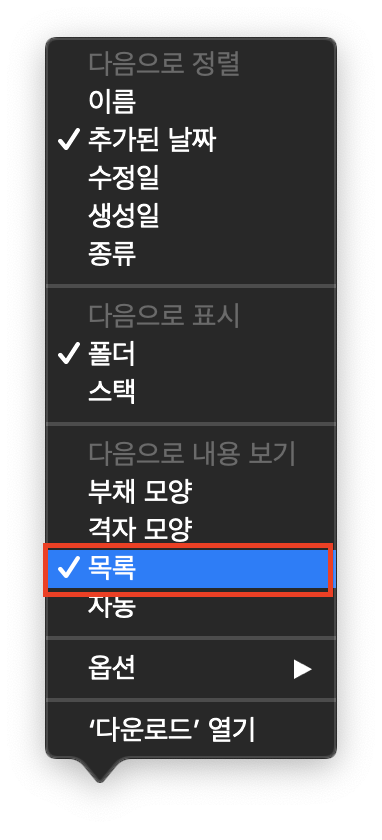 다음으로 정렬
이름
추가된 날짜
수정일
생성일
종류
다음으로 표시
폴더
스택
다음으로 내용 보기
부채 모양
격자 모양
목록
자동
옵션
‘다운로드’ 열기